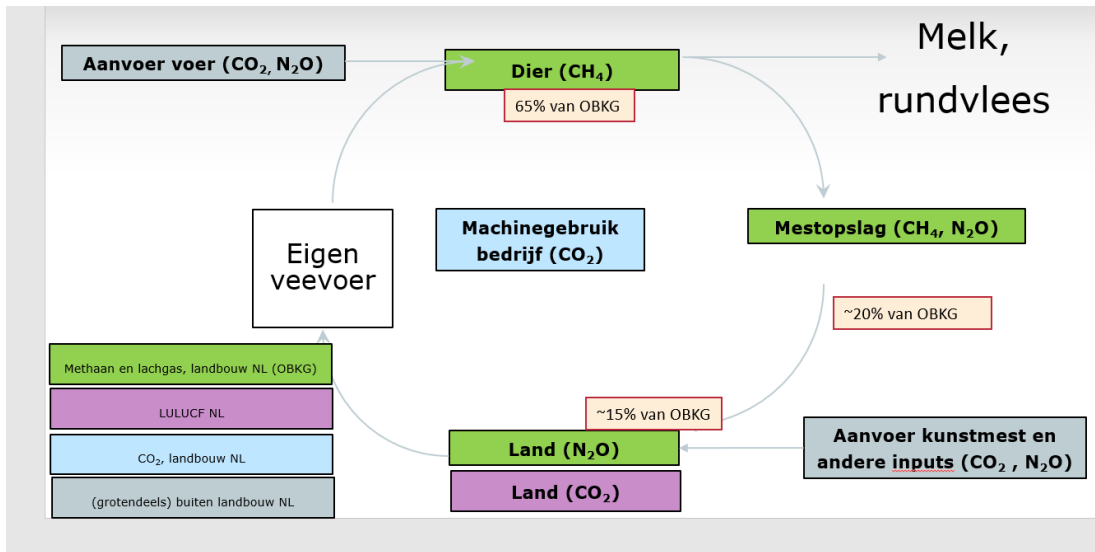 Aanvoer voer (CO₂, N₂O)
Dier (CH₄)
65% van OBKG
Melk,
rundvlees
Eigen
veevoer
Machinegebruik
bedrijf (CO₂)
Mestopslag (CH₄, N₂O)
~20% van OBKG
Methaan en lachgas, landbouw NL (OBKG)
LULUCF NL
CO₂, landbouw NL
(grotendeels) buiten landbouw NL
~15% van OBKG
Land (N₂O)
Land (CO₂)
Aanvoer kunstmest en
andere inputs (CO₂ , N₂O)